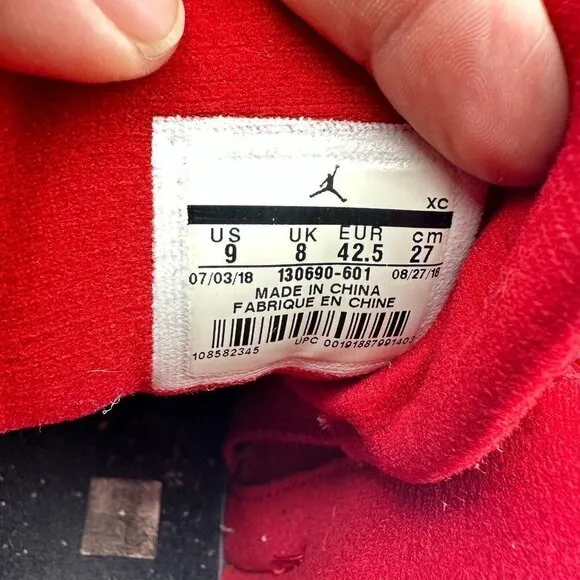 XC
US UK EUR cm
9 8 42.5 27
07/03/18 130690-601 08/27/18
MADE IN CHINA
FABRIQUE EN CHINE
108582345 UPC 00191887991403